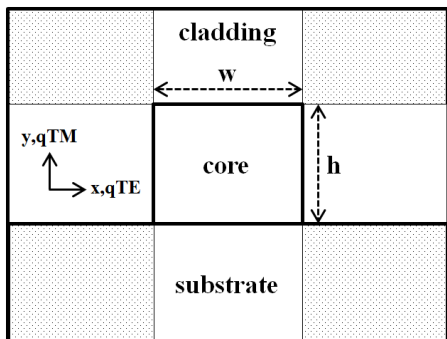 cladding
w
y,qTM
core
h
x,qTE
substrate